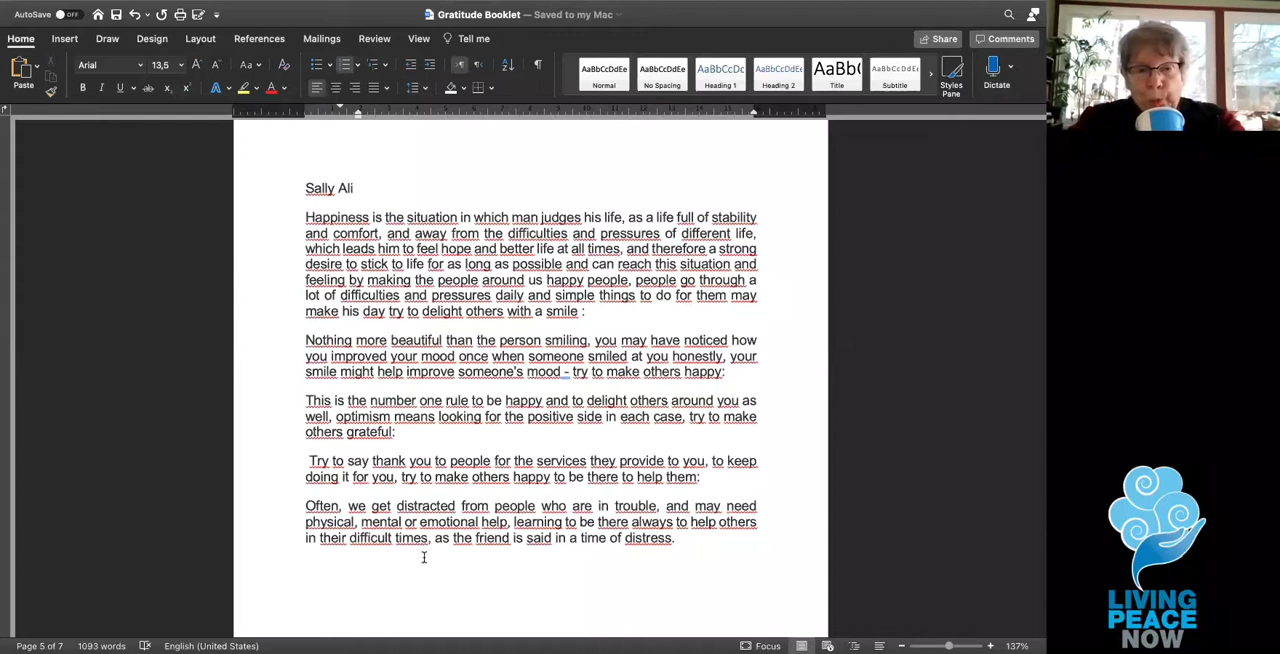 AutoSave OFF
Gratitude Booklet — Saved to my Mac
Home Insert Draw Design Layout References Mailings Review View Tell me
Share Comments
Paste
Arial 13,5
AaBbCcDdEe AaBbCcDdEe AaBbCcDc AaBbCcDdEe AaBb( AaBbCcDdEe
Normal No Spacing Heading 1 Heading 2 Title Subtitle
Styles Pane
Dictate
Sally Ali
Happiness is the situation in which man judges his life, as a life full of stability
and comfort, and away from the difficulties and pressures of different life,
which leads him to feel hope and better life at all times, and therefore a strong
desire to stick to life for as long as possible and can reach this situation and
feeling by making the people around us happy people, people go through a
lot of difficulties and pressures daily and simple things to do for them may
make his day try to delight others with a smile :
Nothing more beautiful than the person smiling, you may have noticed how
you improved your mood once when someone smiled at you honestly, your
smile might help improve someone's mood - try to make others happy:
This is the number one rule to be happy and to delight others around you as
well, optimism means looking for the positive side in each case, try to make
others grateful:
Try to say thank you to people for the services they provide to you, to keep
doing it for you, try to make others happy to be there to help them:
Often, we get distracted from people who are in trouble, and may need
physical, mental or emotional help, learning to be there always to help others
in their difficult times, as the friend is said in a time of distress.
Page 5 of 7 1093 words English (United States)
Focus 137%
LIVING
PEACE
NOW